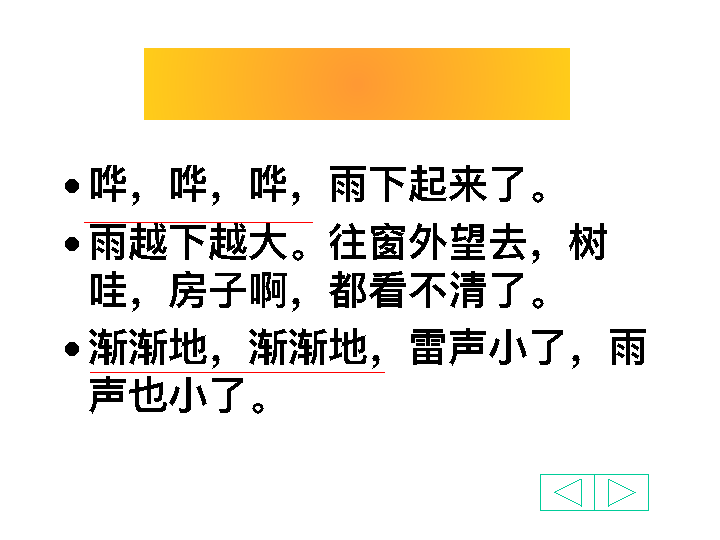 •哗，哗，哗，雨下起来了。
•雨越下越大。往窗外望去，树
哇，房子啊，都看不清了。
•渐渐地，渐渐地，雷声小了，雨
声也小了。